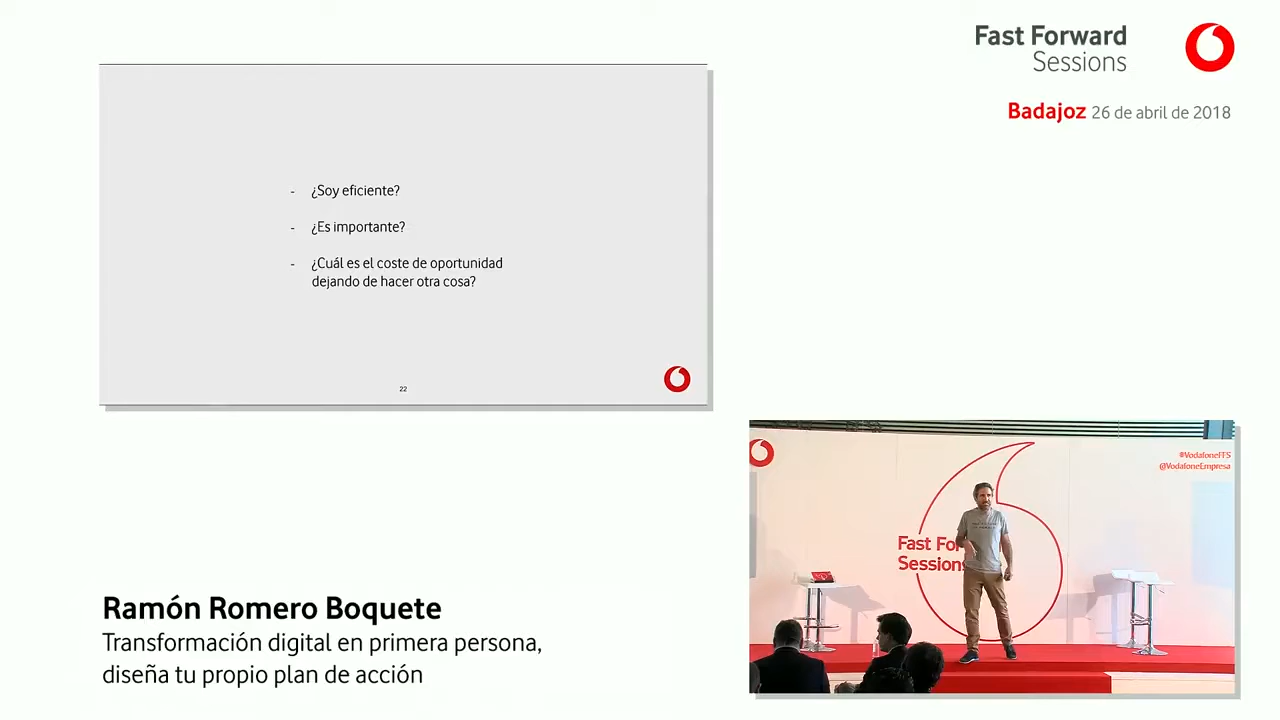 Fast Forward
Sessions
Badajoz 26 de abril de 2018
- ¿Soy eficiente?
- ¿Es importante?
- ¿Cuál es el coste de oportunidad
dejando de hacer otra cosa?
22
#VodafoneFFS
@VodafoneEmpresa
Fast For
Sessions
Ramón Romero Boquete
Transformación digital en primera persona,
diseña tu propio plan de acción